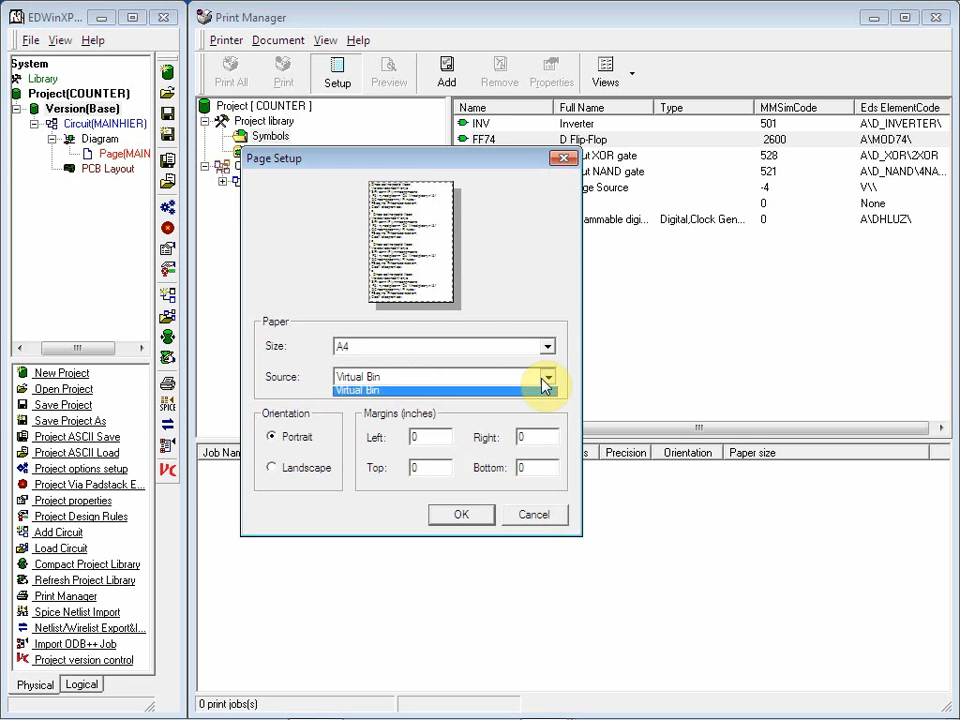 EDWinXP...
File View Help
System
Library
Project(COUNTER)
Version(Base)
Circuit(MAINHIER)
Diagram
Page(MAIN
PCB Layout
New Project
Open Project
Save Project
Save Project As
Project ASCII Save
Project ASCII Load
Project options setup
Project Via Padstack E...
Project properties
Project Design Rules
Add Circuit
Load Circuit
Compact Project Library
Refresh Project Library
Print Manager
Spice Netlist Import
Netlist/Wirelist Export&I...
Import ODB++ Job
Project version control
Physical Logical
SPICE
Print Manager
Printer Document View Help
Print All Print Setup Preview Add Remove Properties Views
Project [ COUNTER ]
Project library
Symbols
Name Full Name Type MMSimCode Eds ElementCode
INV Inverter 501 A\D_INVERTER\
FF74 D Flip-Flop -2600 A\MOD74\
ut XOR gate 528 A\D_XOR\2XOR
ut NAND gate 521 A\D_NAND\4NA...
ge Source -4 V\\
0 None
ammable digi... Digital,Clock Gen... 0 A\DHLUZ\
Page Setup
Paper
Size: A4
Source: Virtual Bin
Virtual Bin
Orientation
Portrait
Landscape
Margins (inches)
Left: 0 Right: 0
Top: 0 Bottom: 0
OK Cancel
Job Nam s Precision Orientation Paper size
0 print jobs(s)